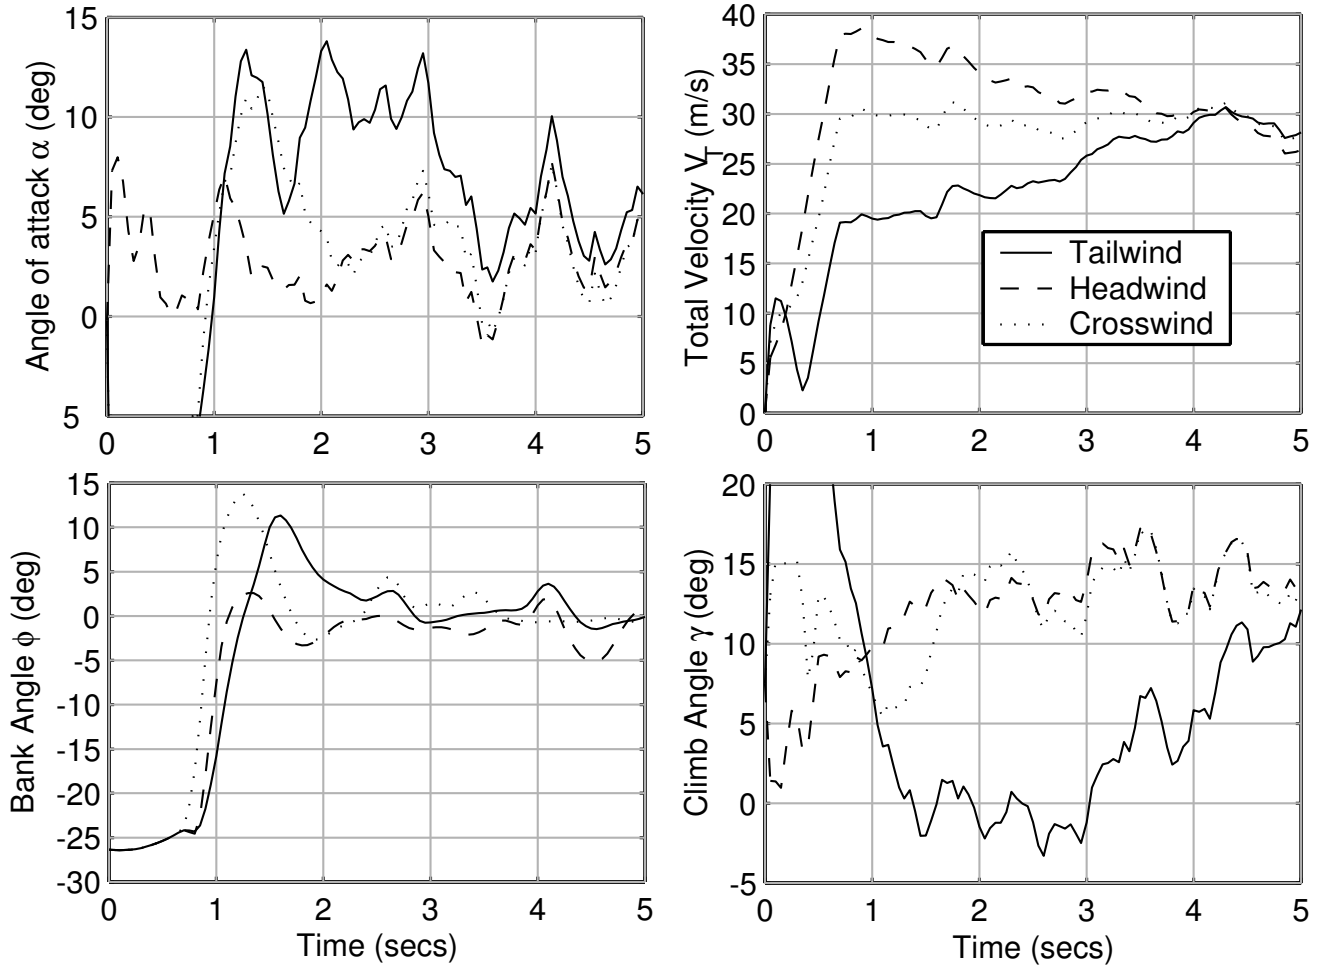 15
10
5
0
5
Angle of attack α (deg)
0 1 2 3 4 5
40
35
30
25
20
15
10
5
0
Total Velocity V_T (m/s)
Tailwind
Headwind
Crosswind
0 1 2 3 4 5
15
10
5
0
-5
-10
-15
-20
-25
-30
Bank Angle ϕ (deg)
0 1 2 3 4 5
Time (secs)
20
15
10
5
0
-5
Climb Angle γ (deg)
0 1 2 3 4 5
Time (secs)